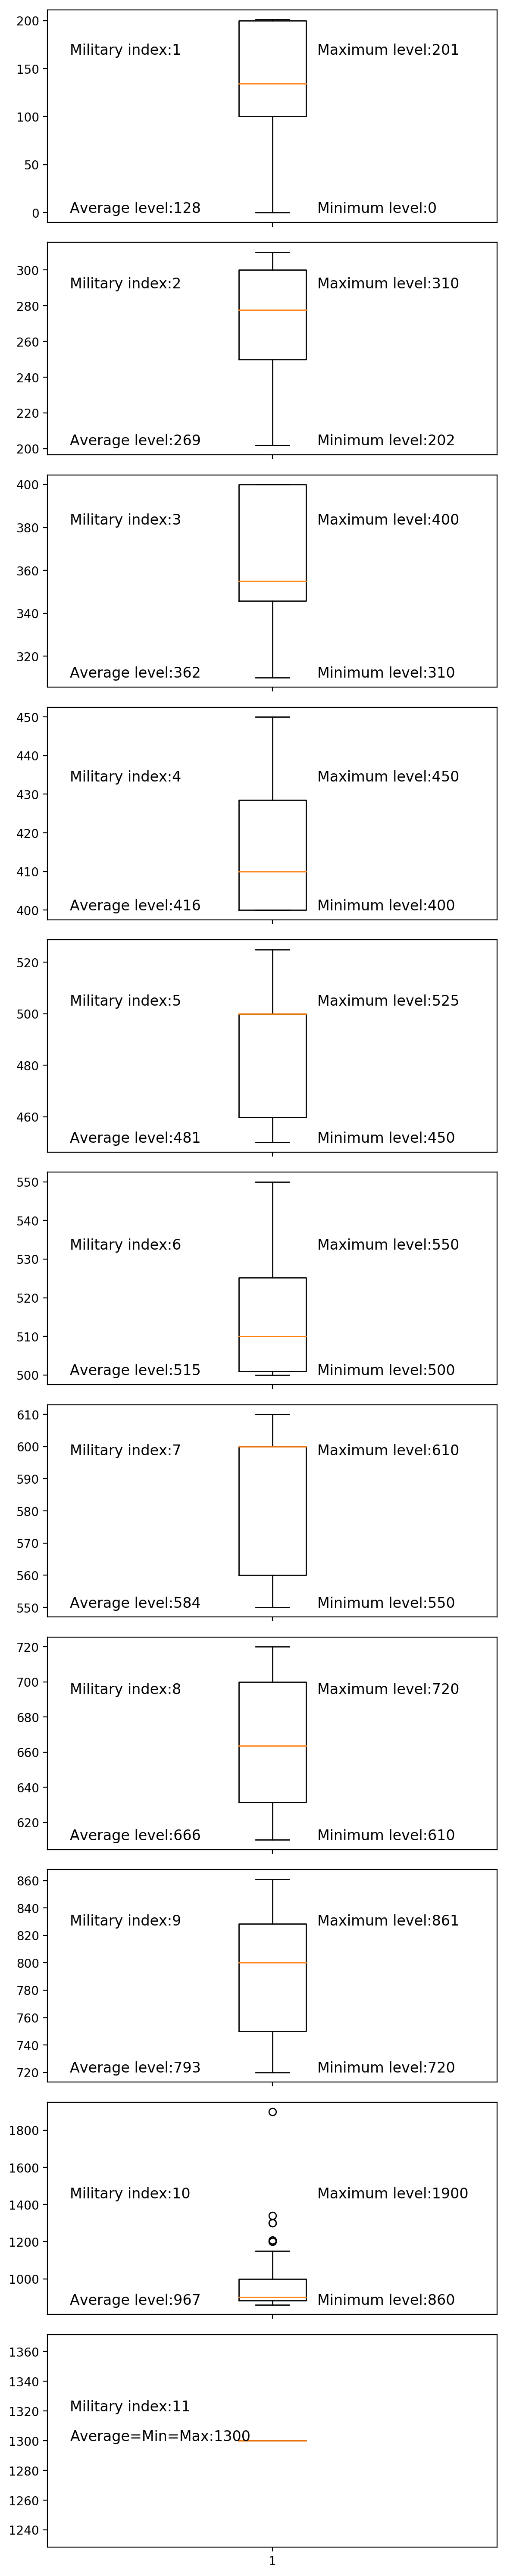 200
Military index:1 Maximum level:201
150
100
50
0 Average level:128 Minimum level:0
300
Military index:2 Maximum level:310
280
260
240
220
200 Average level:269 Minimum level:202
400
380 Military index:3 Maximum level:400
360
340
320
Average level:362 Minimum level:310
450
440
Military index:4 Maximum level:450
430
420
410
400 Average level:416 Minimum level:400
520
Military index:5 Maximum level:525
500
480
460
Average level:481 Minimum level:450
550
540
Military index:6 Maximum level:550
530
520
510
500 Average level:515 Minimum level:500
610
600 Military index:7 Maximum level:610
590
580
570
560
550 Average level:584 Minimum level:550
720
700 Military index:8 Maximum level:720
680
660
640
620
Average level:666 Minimum level:610
860
840
Military index:9 Maximum level:861
820
800
780
760
740
720 Average level:793 Minimum level:720
1800
1600
Military index:10 Maximum level:1900
1400
1200
1000
Average level:967 Minimum level:860
1360
1340
Military index:11
1320
1300 Average=Min=Max:1300
1280
1260
1240
1